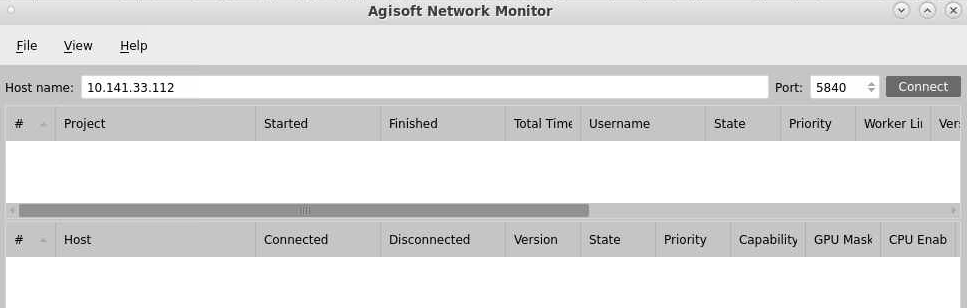 Agisoft Network Monitor
File View Help
Host name: 10.141.33.112 Port: 5840 Connect
# Project Started Finished Total Time Username State Priority Worker Li Vers
# Host Connected Disconnected Version State Priority Capability GPU Mask CPU Enab